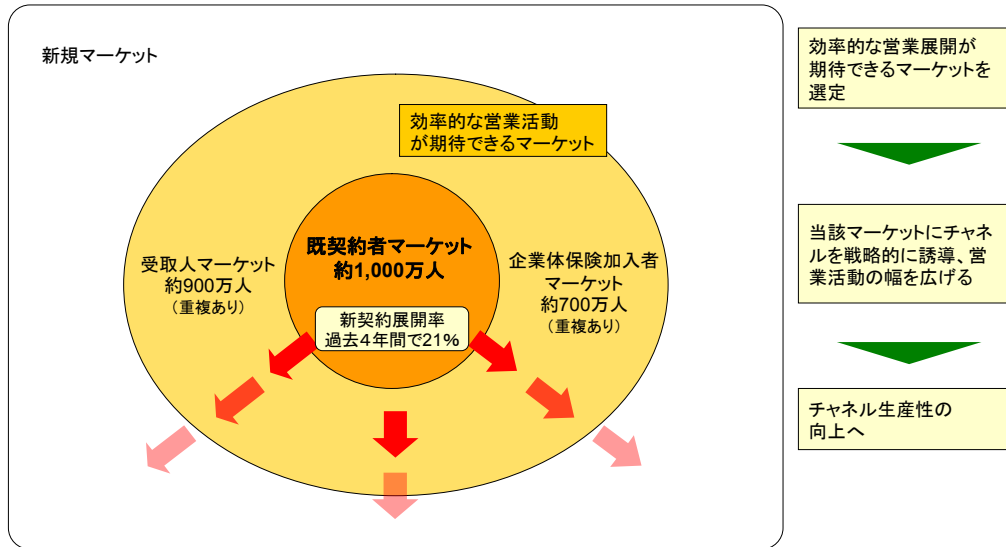 新規マーケット
効率的な営業活動
が期待できるマーケット
既契約者マーケット
約1,000万人
受取人マーケット
約900万人
（重複あり）
企業体保険加入者
マーケット
約700万人
（重複あり）
新契約展開率
過去４年間で21%
効率的な営業展開が
期待できるマーケットを
選定
当該マーケットにチャネ
ルを戦略的に誘導、営
業活動の幅を広げる
チャネル生産性の
向上へ